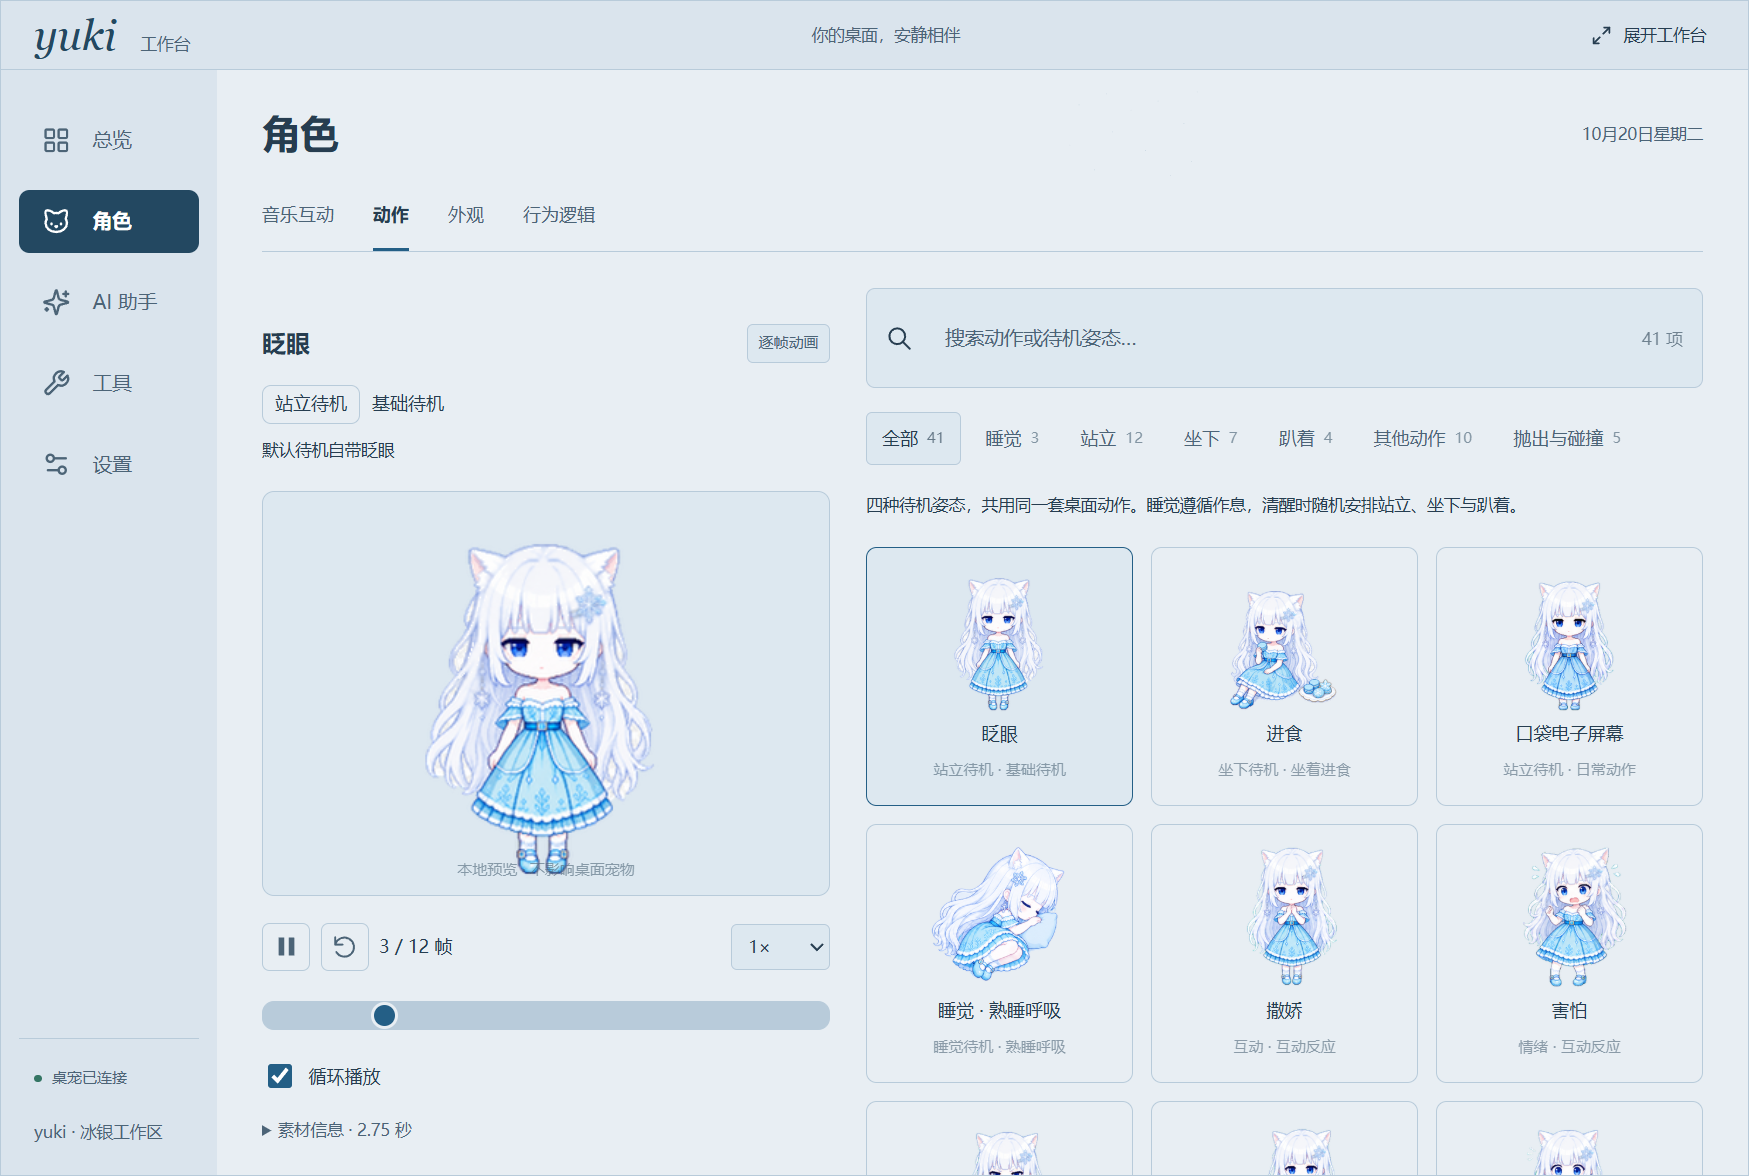 yuki 工作台
你的桌面，安静相伴
展开工作台
总览
角色
AI 助手
工具
设置
桌宠已连接
yuki · 冰银工作区
角色
10月20日星期二
音乐互动 动作 外观 行为逻辑
眨眼
逐帧动画
站立待机 基础待机
默认待机自带眨眼
本地预览 · 不影响桌面宠物
3 / 12 帧
1×
循环播放
素材信息 · 2.75 秒
搜索动作或待机姿态...
41 项
全部 41 睡觉 3 站立 12 坐下 7 趴着 4 其他动作 10 抛出与碰撞 5
四种待机姿态，共用同一套桌面动作。睡觉遵循作息，清醒时随机安排站立、坐下与趴着。
眨眼
站立待机 · 基础待机
进食
坐下待机 · 坐着进食
口袋电子屏幕
站立待机 · 日常动作
睡觉 · 熟睡呼吸
睡觉待机 · 熟睡呼吸
撒娇
互动 · 互动反应
害怕
情绪 · 互动反应